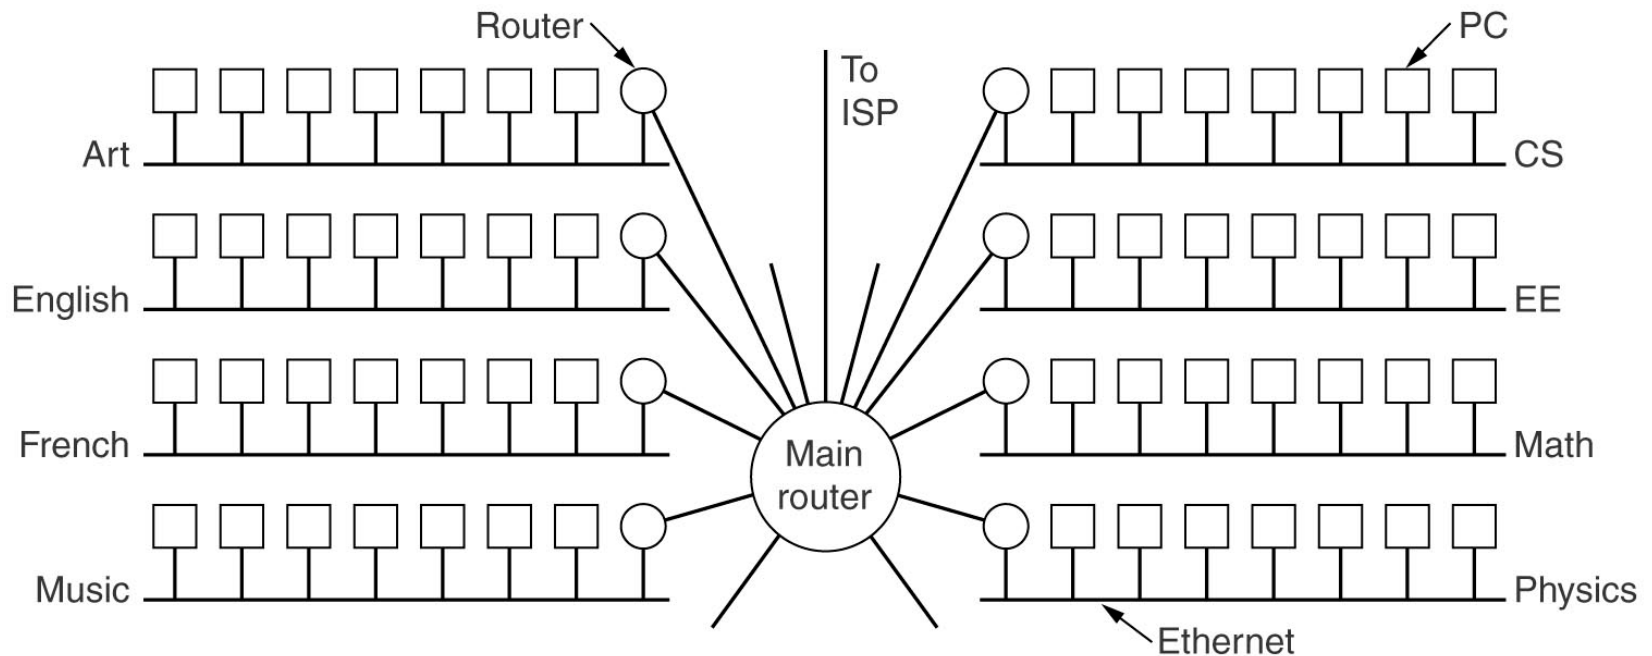 Router
PC
To
ISP
Art
CS
English
EE
French
Main
router
Math
Music
Physics
Ethernet